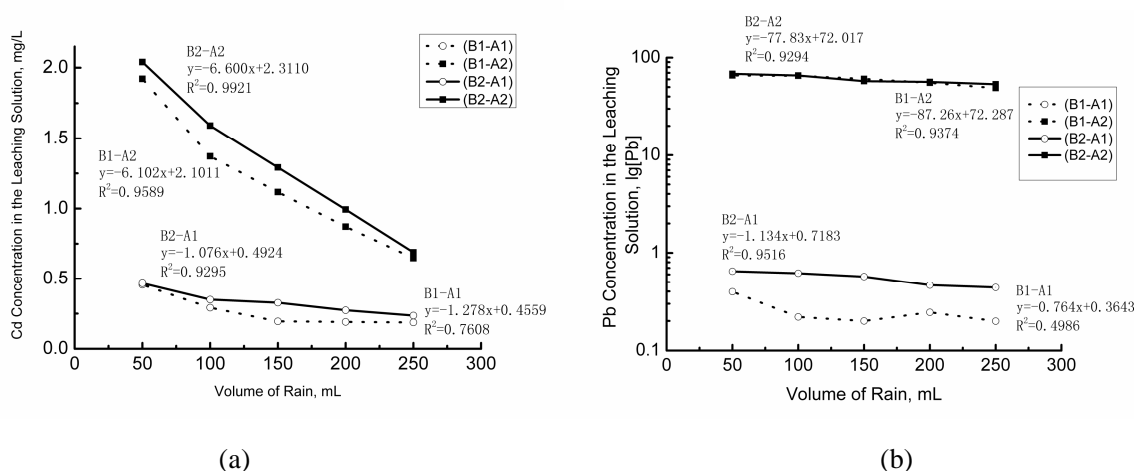 Cd Concentration in the Leaching Solution, mg/L
2.0
1.5
1.0
0.5
0.0
B2-A2
y=-6.600x+2.3110
R²=0.9921
B1-A2
y=-6.102x+2.1011
R²=0.9589
B2-A1
y=-1.076x+0.4924
R²=0.9295
B1-A1
y=-1.278x+0.4559
R²=0.7608
(B1-A1)
(B1-A2)
(B2-A1)
(B2-A2)
0 50 100 150 200 250 300
Volume of Rain, mL
(a)
Pb Concentration in the Leaching
Solution, lg[Pb]
100
10
1
0.1
B2-A2
y=-77.83x+72.017
R²=0.9294
B1-A2
y=-87.26x+72.287
R²=0.9374
B2-A1
y=-1.134x+0.7183
R²=0.9516
B1-A1
y=-0.764x+0.3643
R²=0.4986
(B1-A1)
(B1-A2)
(B2-A1)
(B2-A2)
0 50 100 150 200 250 300
Volume of Rain, mL
(b)